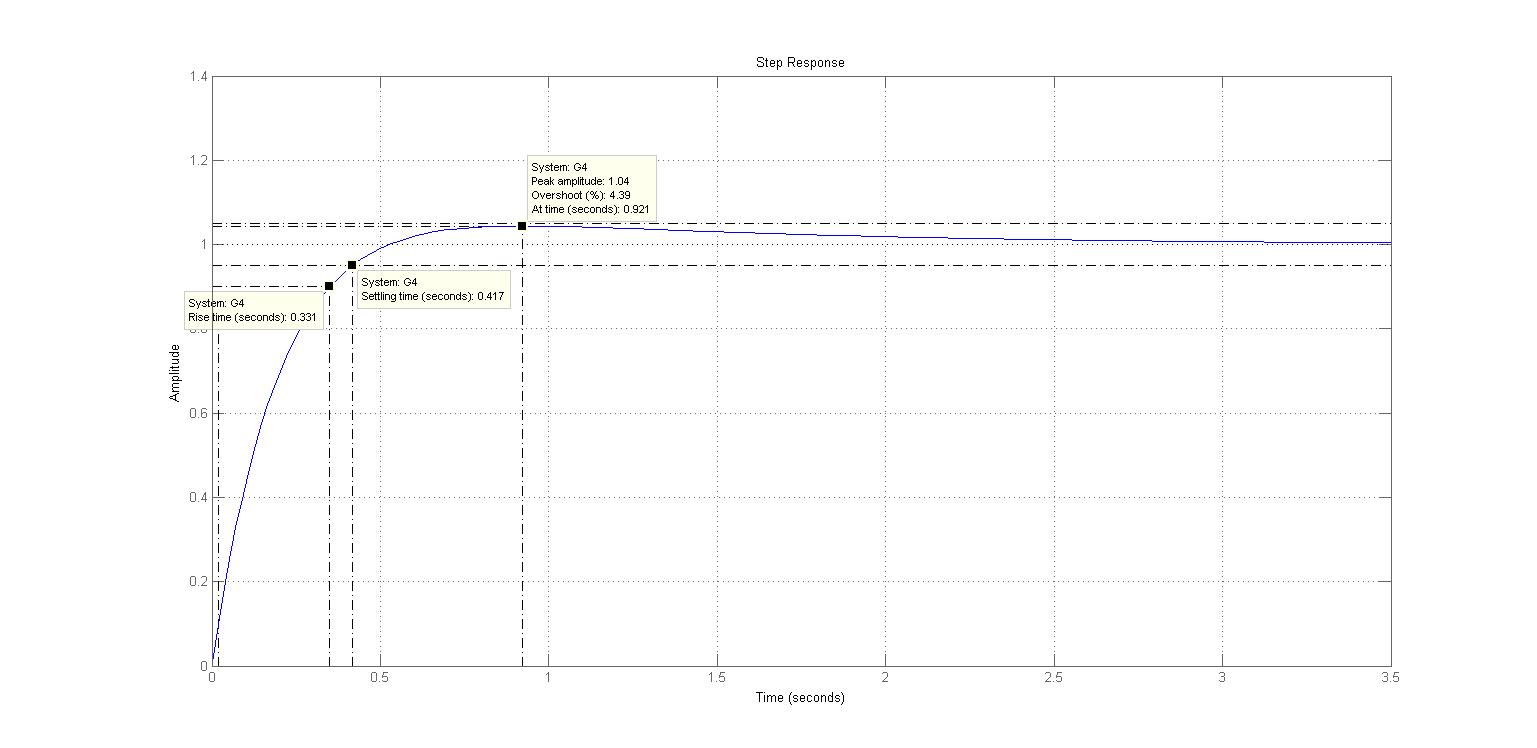 Step Response
1.4
1.2
System: G4
Peak amplitude: 1.04
Overshoot (%): 4.39
At time (seconds): 0.921
1
System: G4
Settling time (seconds): 0.417
System: G4
Rise time (seconds): 0.331
0.8
Amplitude
0.6
0.4
0.2
0
0 0.5 1 1.5 2 2.5 3 3.5
Time (seconds)